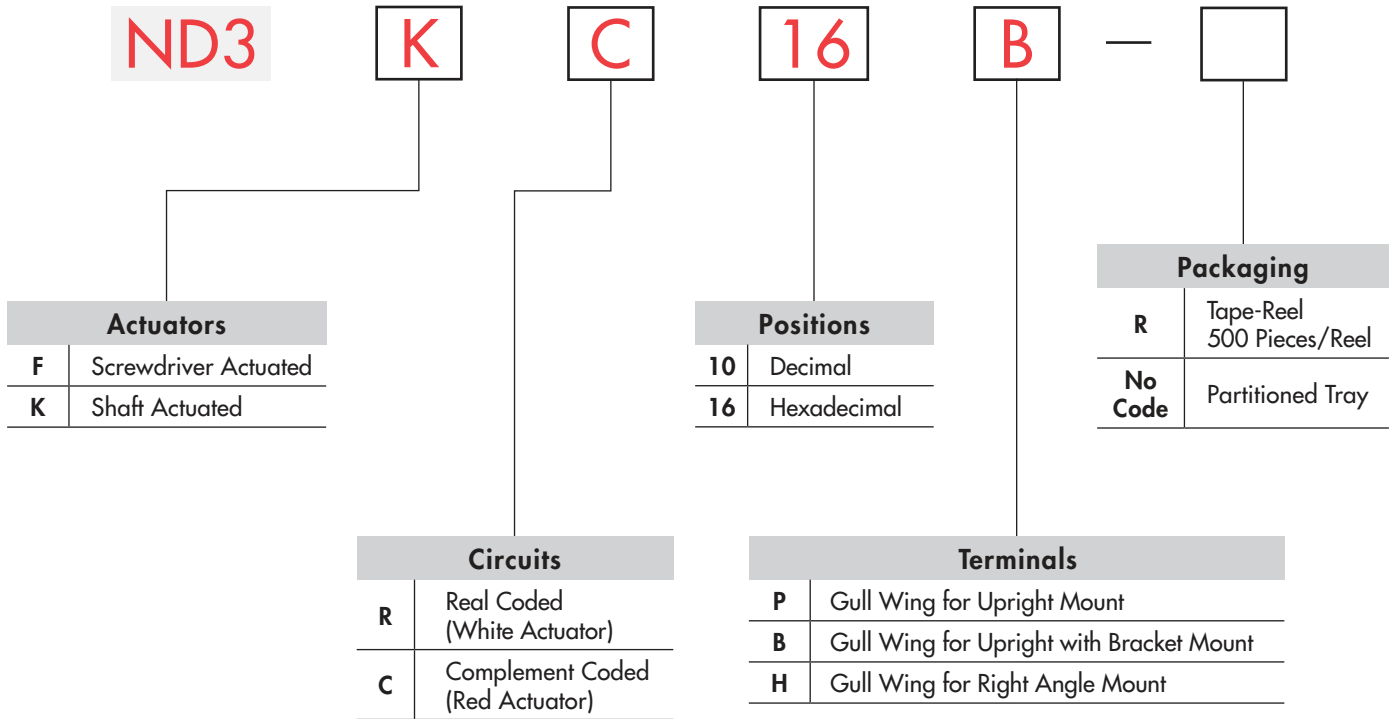 ND3 K C 16 B —
Actuators
F Screwdriver Actuated
K Shaft Actuated
Positions
10 Decimal
16 Hexadecimal
Packaging
R Tape-Reel
500 Pieces/Reel
No
Code Partitioned Tray
Circuits
R Real Coded
(White Actuator)
C Complement Coded
(Red Actuator)
Terminals
P Gull Wing for Upright Mount
B Gull Wing for Upright with Bracket Mount
H Gull Wing for Right Angle Mount